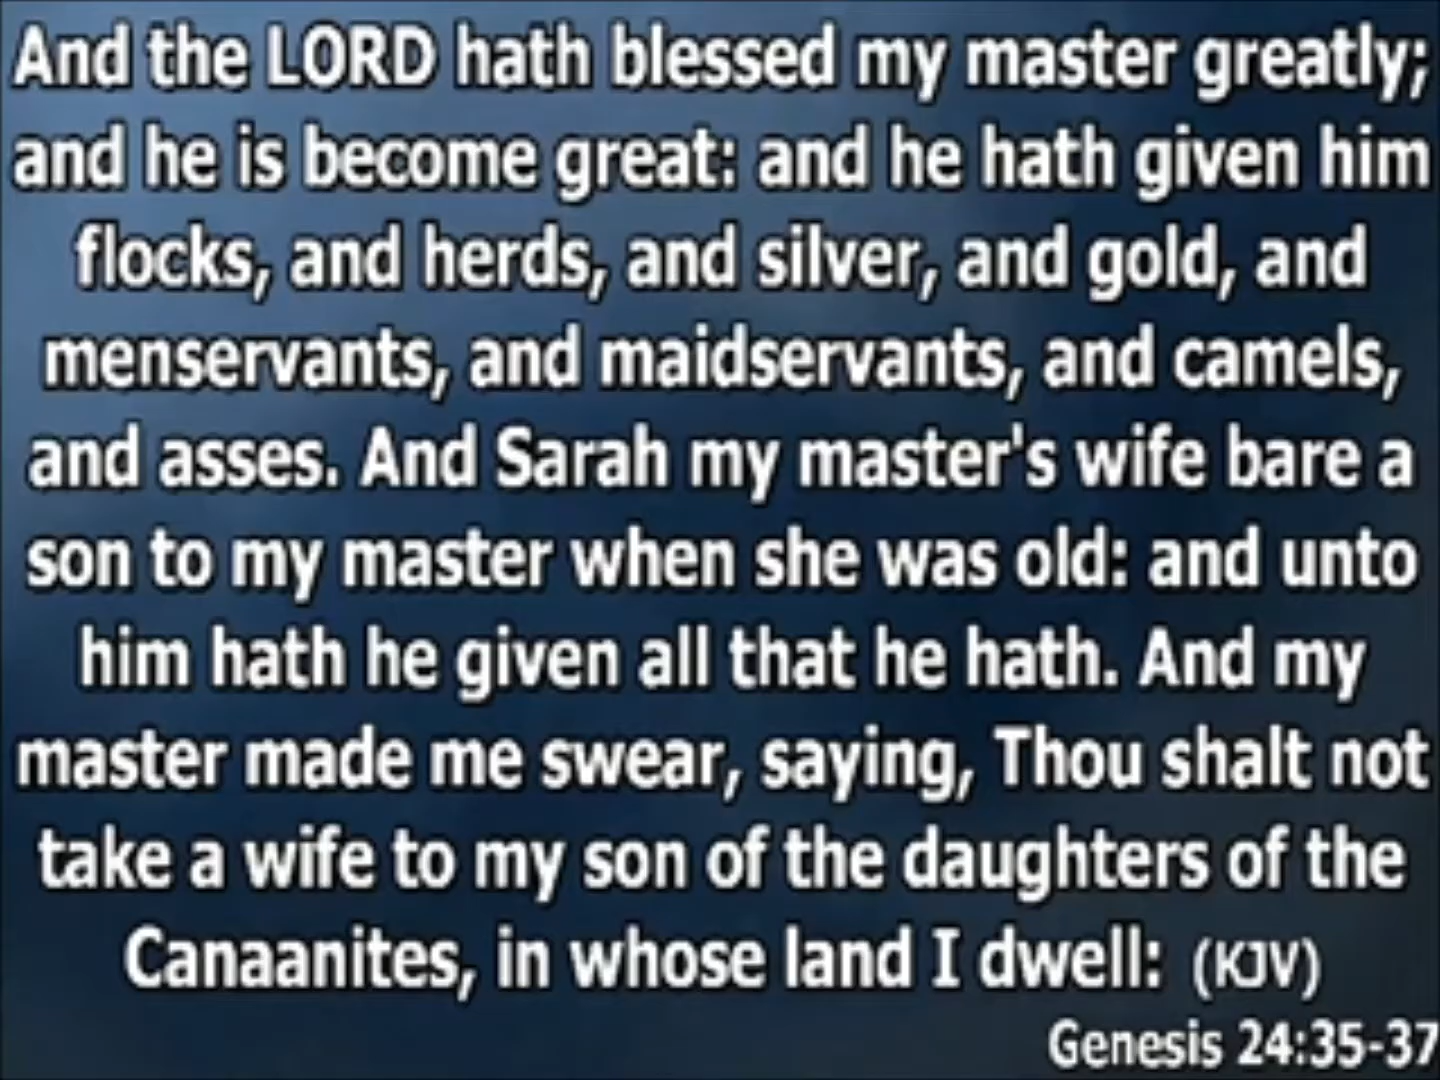 And the LORD hath blessed my master greatly;
and he is become great: and he hath given him
flocks, and herds, and silver, and gold, and
menservants, and maidservants, and camels,
and asses. And Sarah my master's wife bare a
son to my master when she was old: and unto
him hath he given all that he hath. And my
master made me swear, saying, Thou shalt not
take a wife to my son of the daughters of the
Canaanites, in whose land I dwell: (KJV)
Genesis 24:35-37